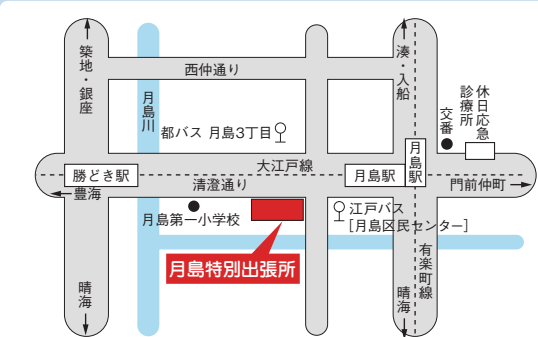 築地・銀座
西仲通り
湊・入船
休日応急
診療所
交番
月島川
都バス 月島3丁目
大江戸線
勝どき駅
清澄通り
月島駅
月島駅
門前仲町
豊海
月島第一小学校
江戸バス
[月島区民センター]
月島特別出張所
有楽町線
晴海
晴海